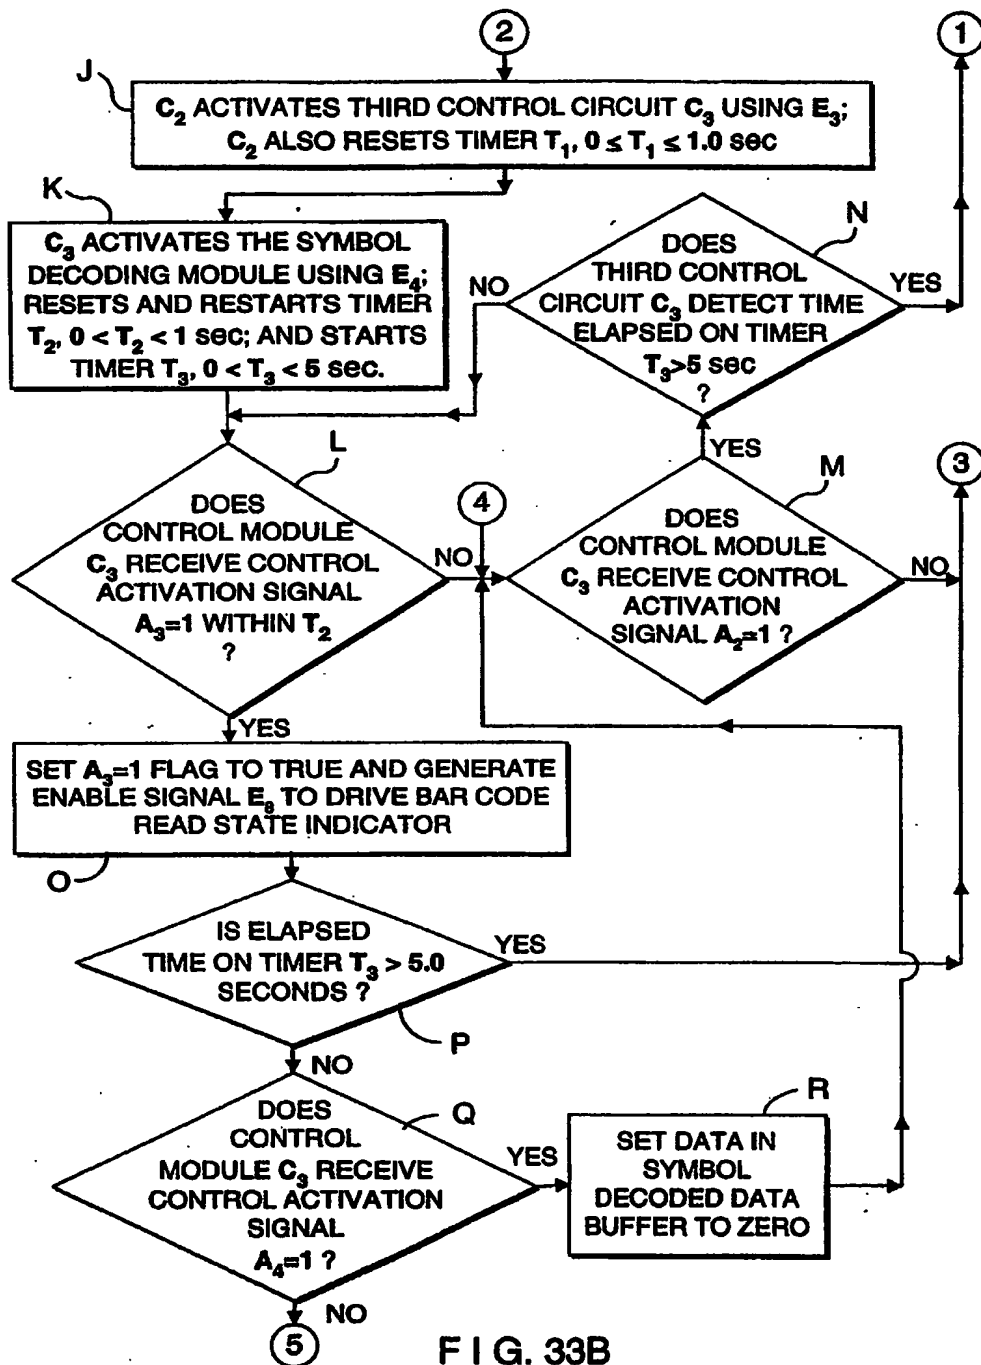 2
1
J
C₂ ACTIVATES THIRD CONTROL CIRCUIT C₃ USING E₃;
C₂ ALSO RESETS TIMER T₁, 0 ≤ T₁ ≤ 1.0 sec
K
C₃ ACTIVATES THE SYMBOL
DECODING MODULE USING E₄;
RESETS AND RESTARTS TIMER
T₂, 0 < T₂ < 1 sec; AND STARTS
TIMER T₃, 0 < T₃ < 5 sec.
N
DOES
THIRD CONTROL
CIRCUIT C₃ DETECT TIME
ELAPSED ON TIMER
T₃>5 sec
?
NO
YES
L
DOES
CONTROL MODULE
C₃ RECEIVE CONTROL
ACTIVATION SIGNAL
A₃=1 WITHIN T₂
?
NO
YES
4
YES
M
3
DOES
CONTROL MODULE
C₃ RECEIVE CONTROL
ACTIVATION
SIGNAL A₂=1 ?
NO
SET A₃=1 FLAG TO TRUE AND GENERATE
ENABLE SIGNAL E₈ TO DRIVE BAR CODE
READ STATE INDICATOR
O
IS ELAPSED
TIME ON TIMER T₃ > 5.0
SECONDS ?
YES
P
NO
Q
DOES
CONTROL
MODULE C₃ RECEIVE
CONTROL ACTIVATION
SIGNAL
A₄=1 ?
YES
R
SET DATA IN
SYMBOL
DECODED DATA
BUFFER TO ZERO
NO
5
F I G. 33B